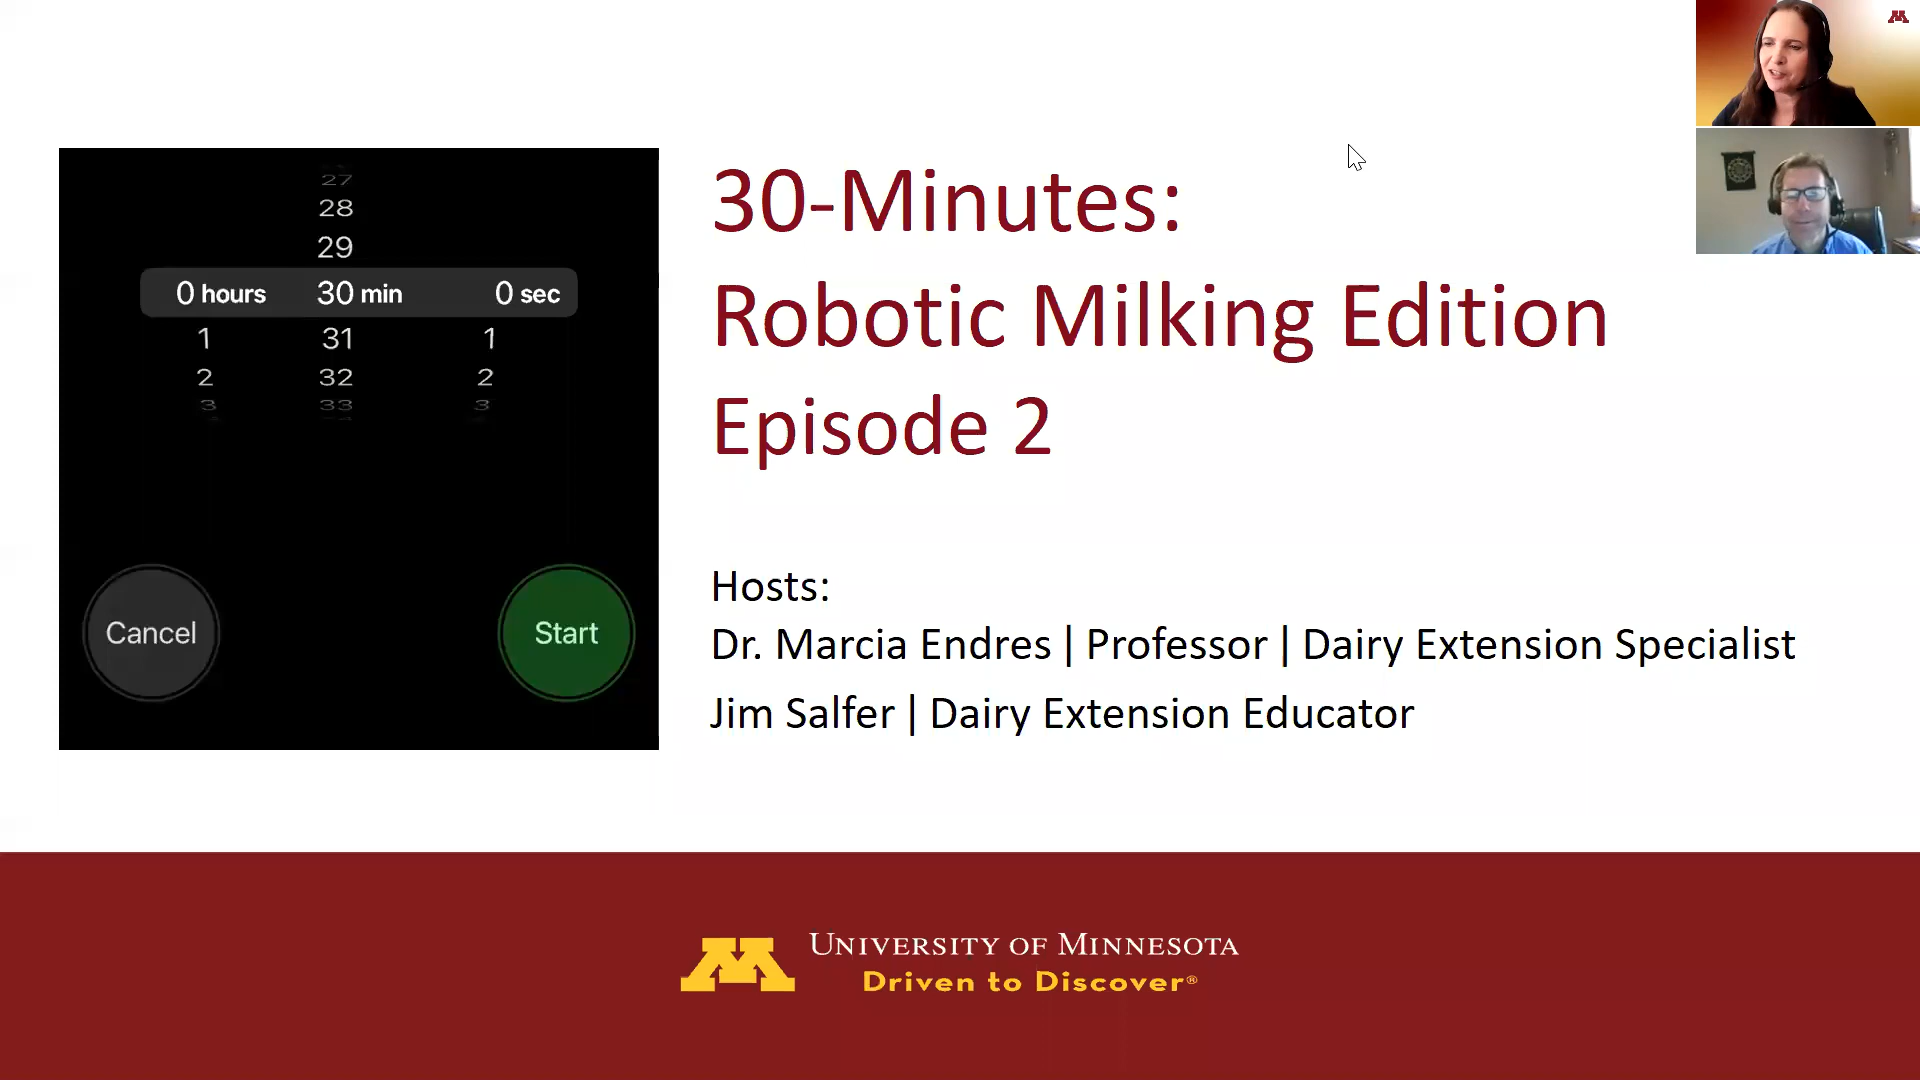 27
28
29
0 hours 30 min 0 sec
1 31 1
2 32 2
3 33 3
Cancel
Start
30-Minutes:
Robotic Milking Edition
Episode 2
Hosts:
Dr. Marcia Endres | Professor | Dairy Extension Specialist
Jim Salfer | Dairy Extension Educator
M
M
UNIVERSITY OF MINNESOTA
Driven to Discover®